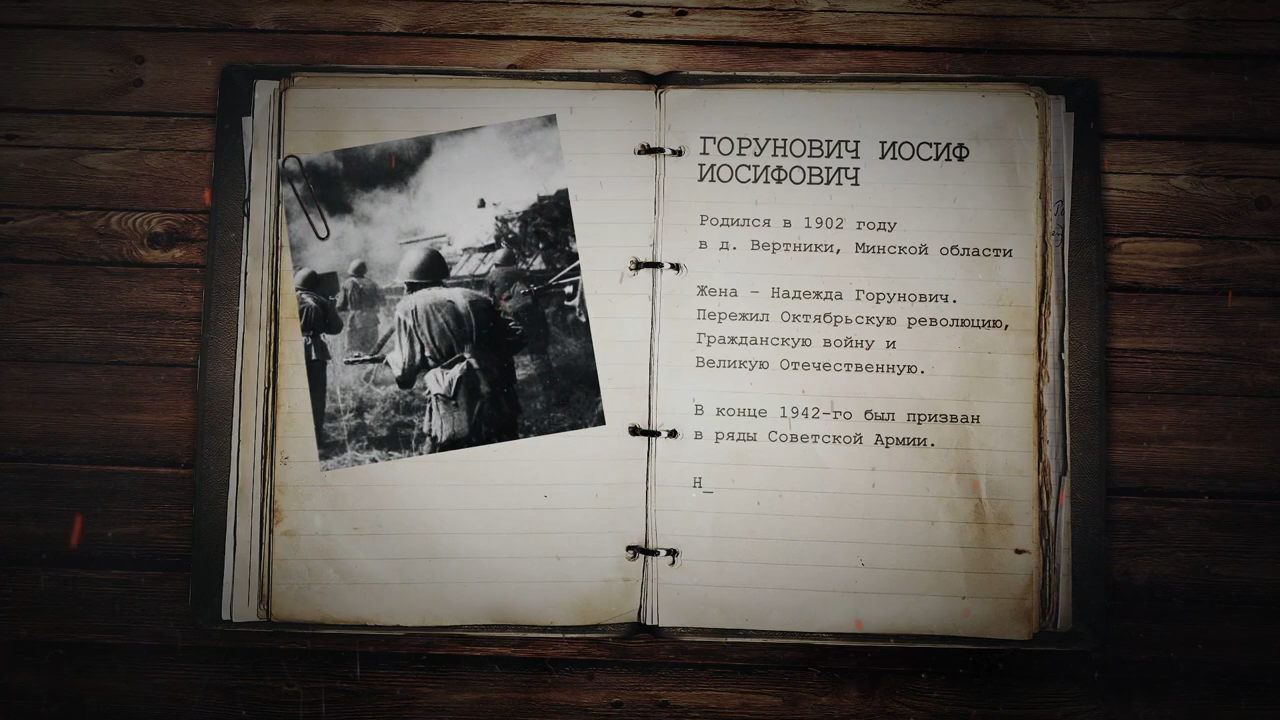 ГОРУНОВИЧ ИОСИФ
ИОСИФОВИЧ
Родился в 1902 году
в д. Вертники, Минской области
Жена – Надежда Горунович.
Пережил Октябрьскую революцию,
Гражданскую войну и
Великую Отечественную.
В конце 1942-го был призван
в ряды Советской Армии.
Н_